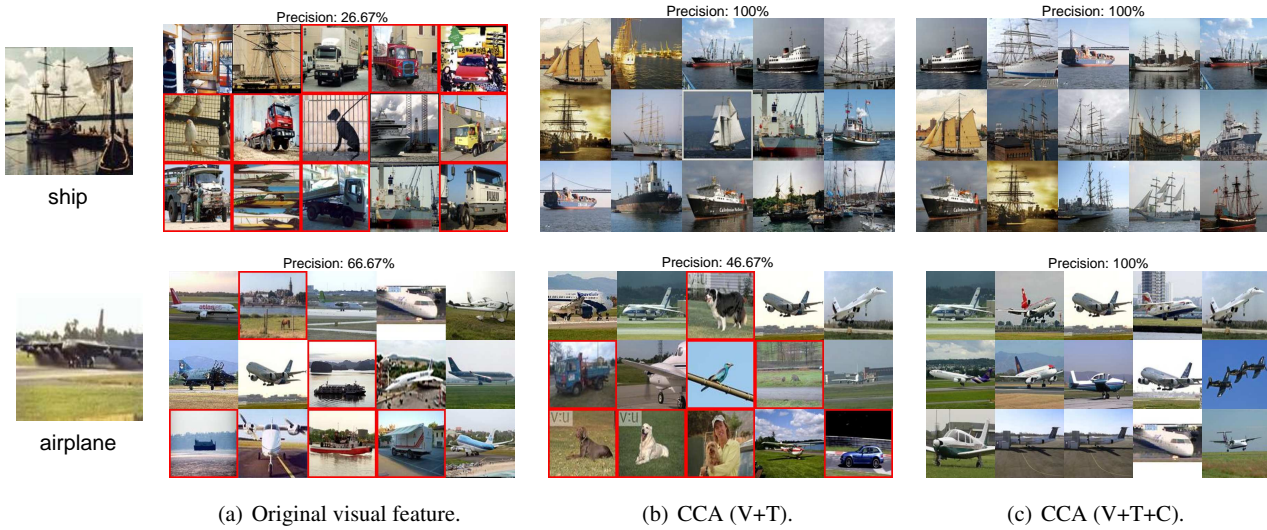 Precision: 26.67%
Precision: 100%
Precision: 100%
ship
Precision: 66.67%
Precision: 46.67%
Precision: 100%
V:u
V:u
airplane
(a) Original visual feature.
(b) CCA (V+T).
(c) CCA (V+T+C).